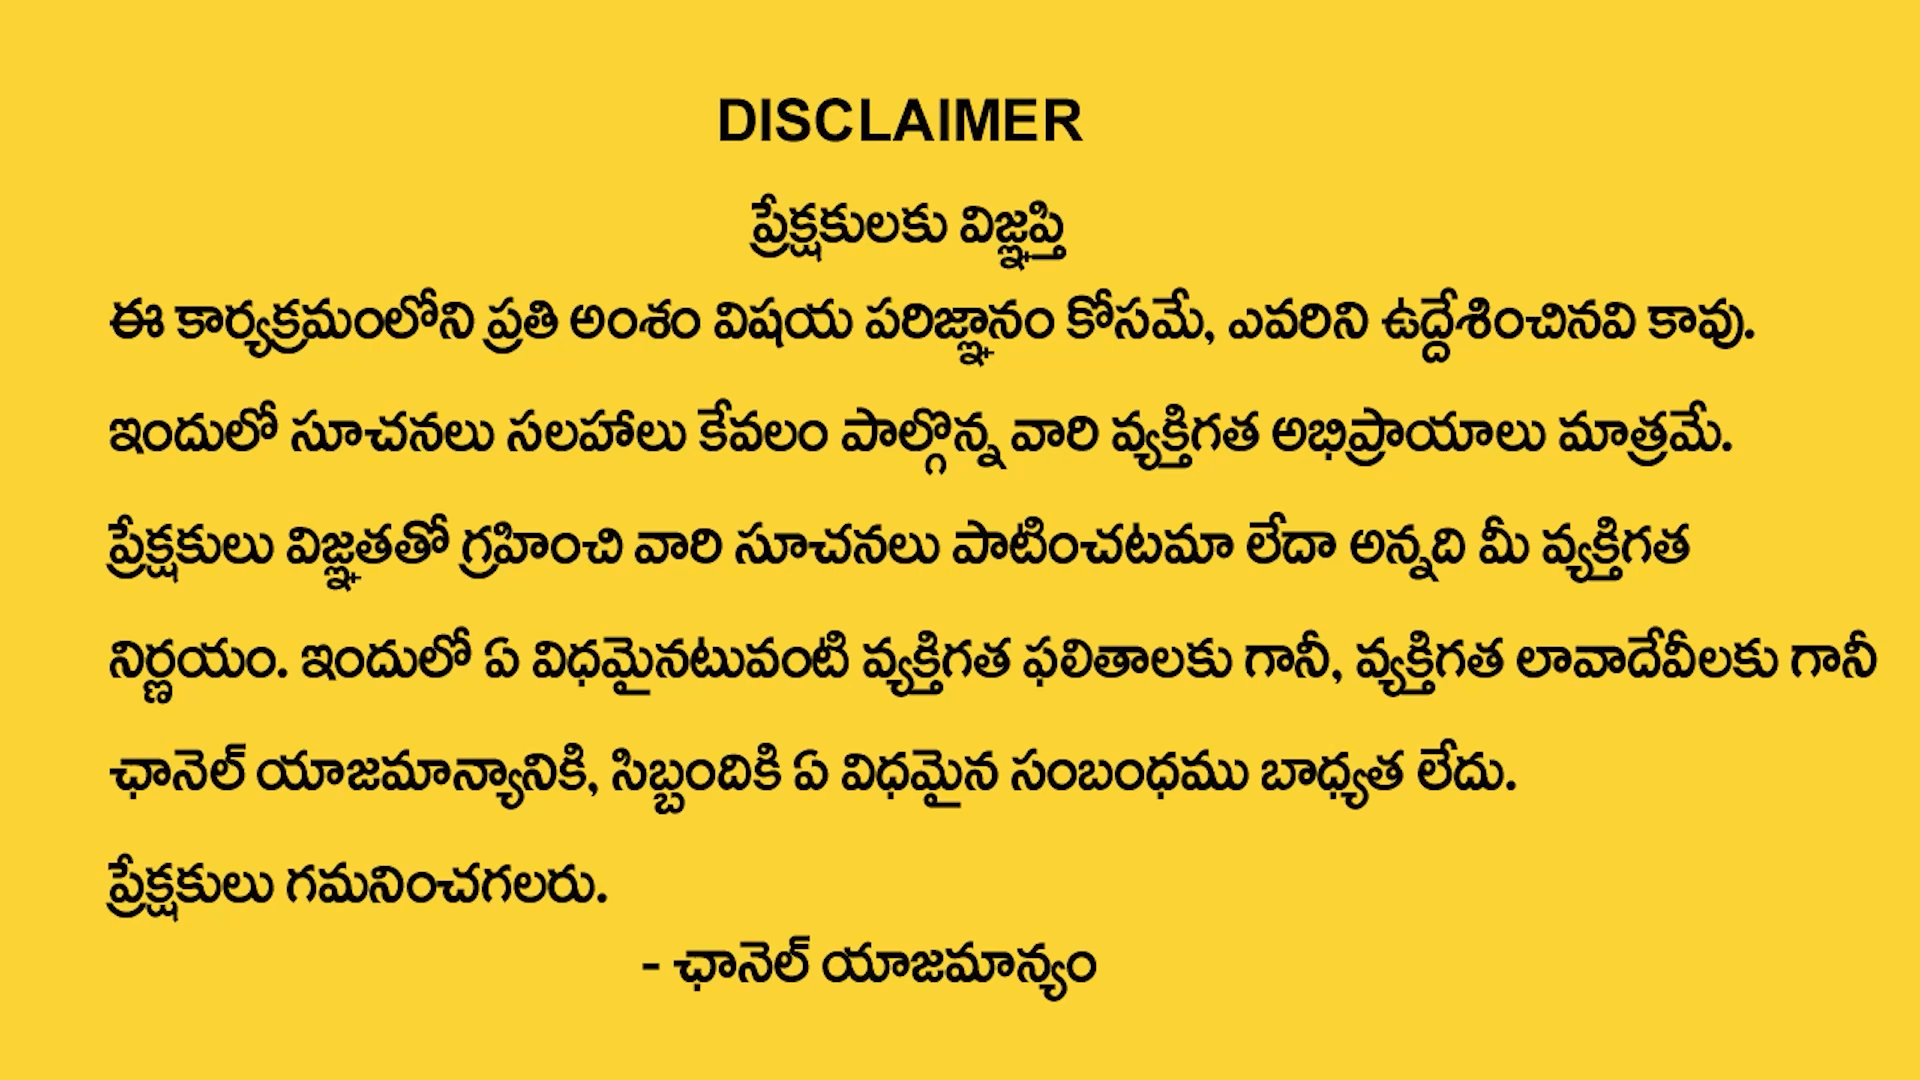 DISCLAIMER
ప్రేక్షకులకు విజ్ఞప్తి
ఈ కార్యక్రమంలోని ప్రతి అంశం విషయ పరిజ్ఞానం కోసమే, ఎవరిని ఉద్దేశించినవి కావు.
ఇందులో సూచనలు సలహాలు కేవలం పాల్గొన్న వారి వ్యక్తిగత అభిప్రాయాలు మాత్రమే.
ప్రేక్షకులు విజ్ఞతతో గ్రహించి వారి సూచనలు పాటించటమా లేదా అన్నది మీ వ్యక్తిగత
నిర్ణయం. ఇందులో ఏ విధమైనటువంటి వ్యక్తిగత ఫలితాలకు గానీ, వ్యక్తిగత లావాదేవీలకు గానీ
ఛానెల్ యాజమాన్యానికి, సిబ్బందికి ఏ విధమైన సంబంధము బాధ్యత లేదు.
ప్రేక్షకులు గమనించగలరు.
- ఛానెల్ యాజమాన్యం